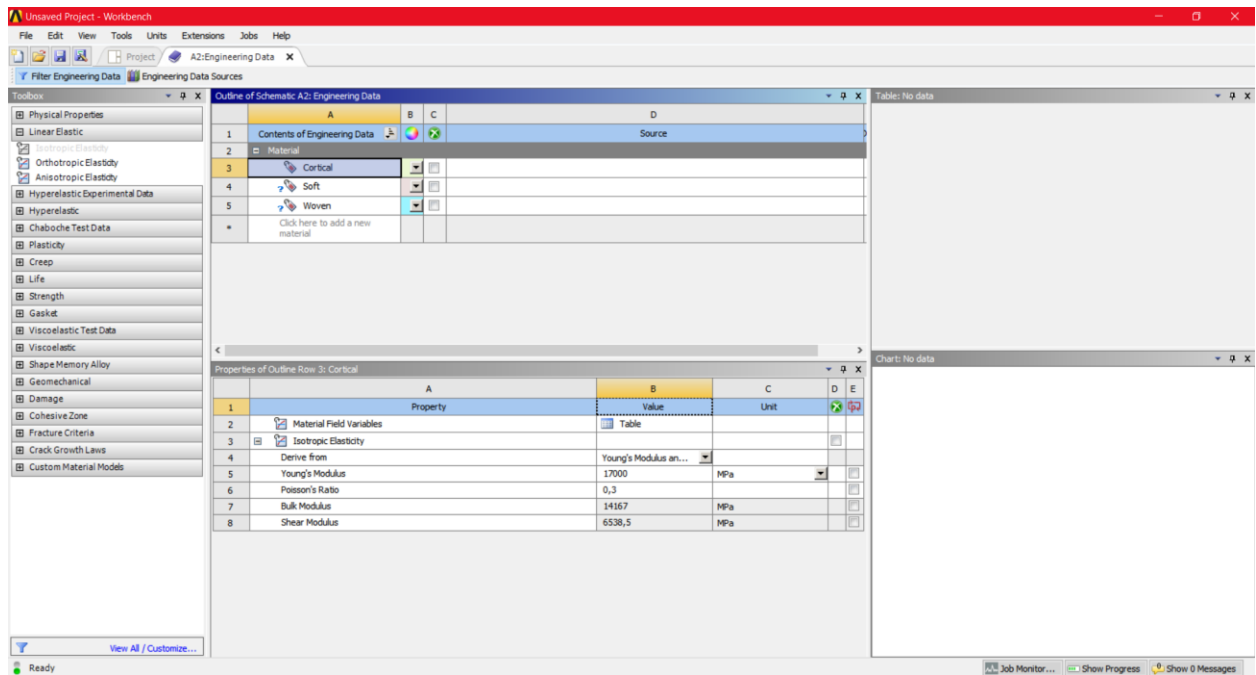 Unsaved Project - Workbench
File Edit View Tools Units Extensions Jobs Help
Project A2:Engineering Data
Filter Engineering Data Engineering Data Sources
Toolbox
Physical Properties
Linear Elastic
Isotropic Elasticity
Orthotropic Elasticity
Anisotropic Elasticity
Hyperelastic Experimental Data
Hyperelastic
Chaboche Test Data
Plasticity
Creep
Life
Strength
Gasket
Viscoelastic Test Data
Viscoelastic
Shape Memory Alloy
Geomechanical
Damage
Cohesive Zone
Fracture Criteria
Crack Growth Laws
Custom Material Models
View All / Customize...
Outline of Schematic A2: Engineering Data
A B C D
1 Contents of Engineering Data Source
2 Material
3 Cortical
4 ? Soft
5 ? Woven
* Click here to add a new
material
Properties of Outline Row 3: Cortical
A B C D E
1 Property Value Unit
2 Material Field Variables Table
3 Isotropic Elasticity
4 Derive from Young's Modulus an...
5 Young's Modulus 17000 MPa
6 Poisson's Ratio 0,3
7 Bulk Modulus 14167 MPa
8 Shear Modulus 6538,5 MPa
Table: No data
Chart: No data
Ready
Job Monitor... Show Progress Show 0 Messages